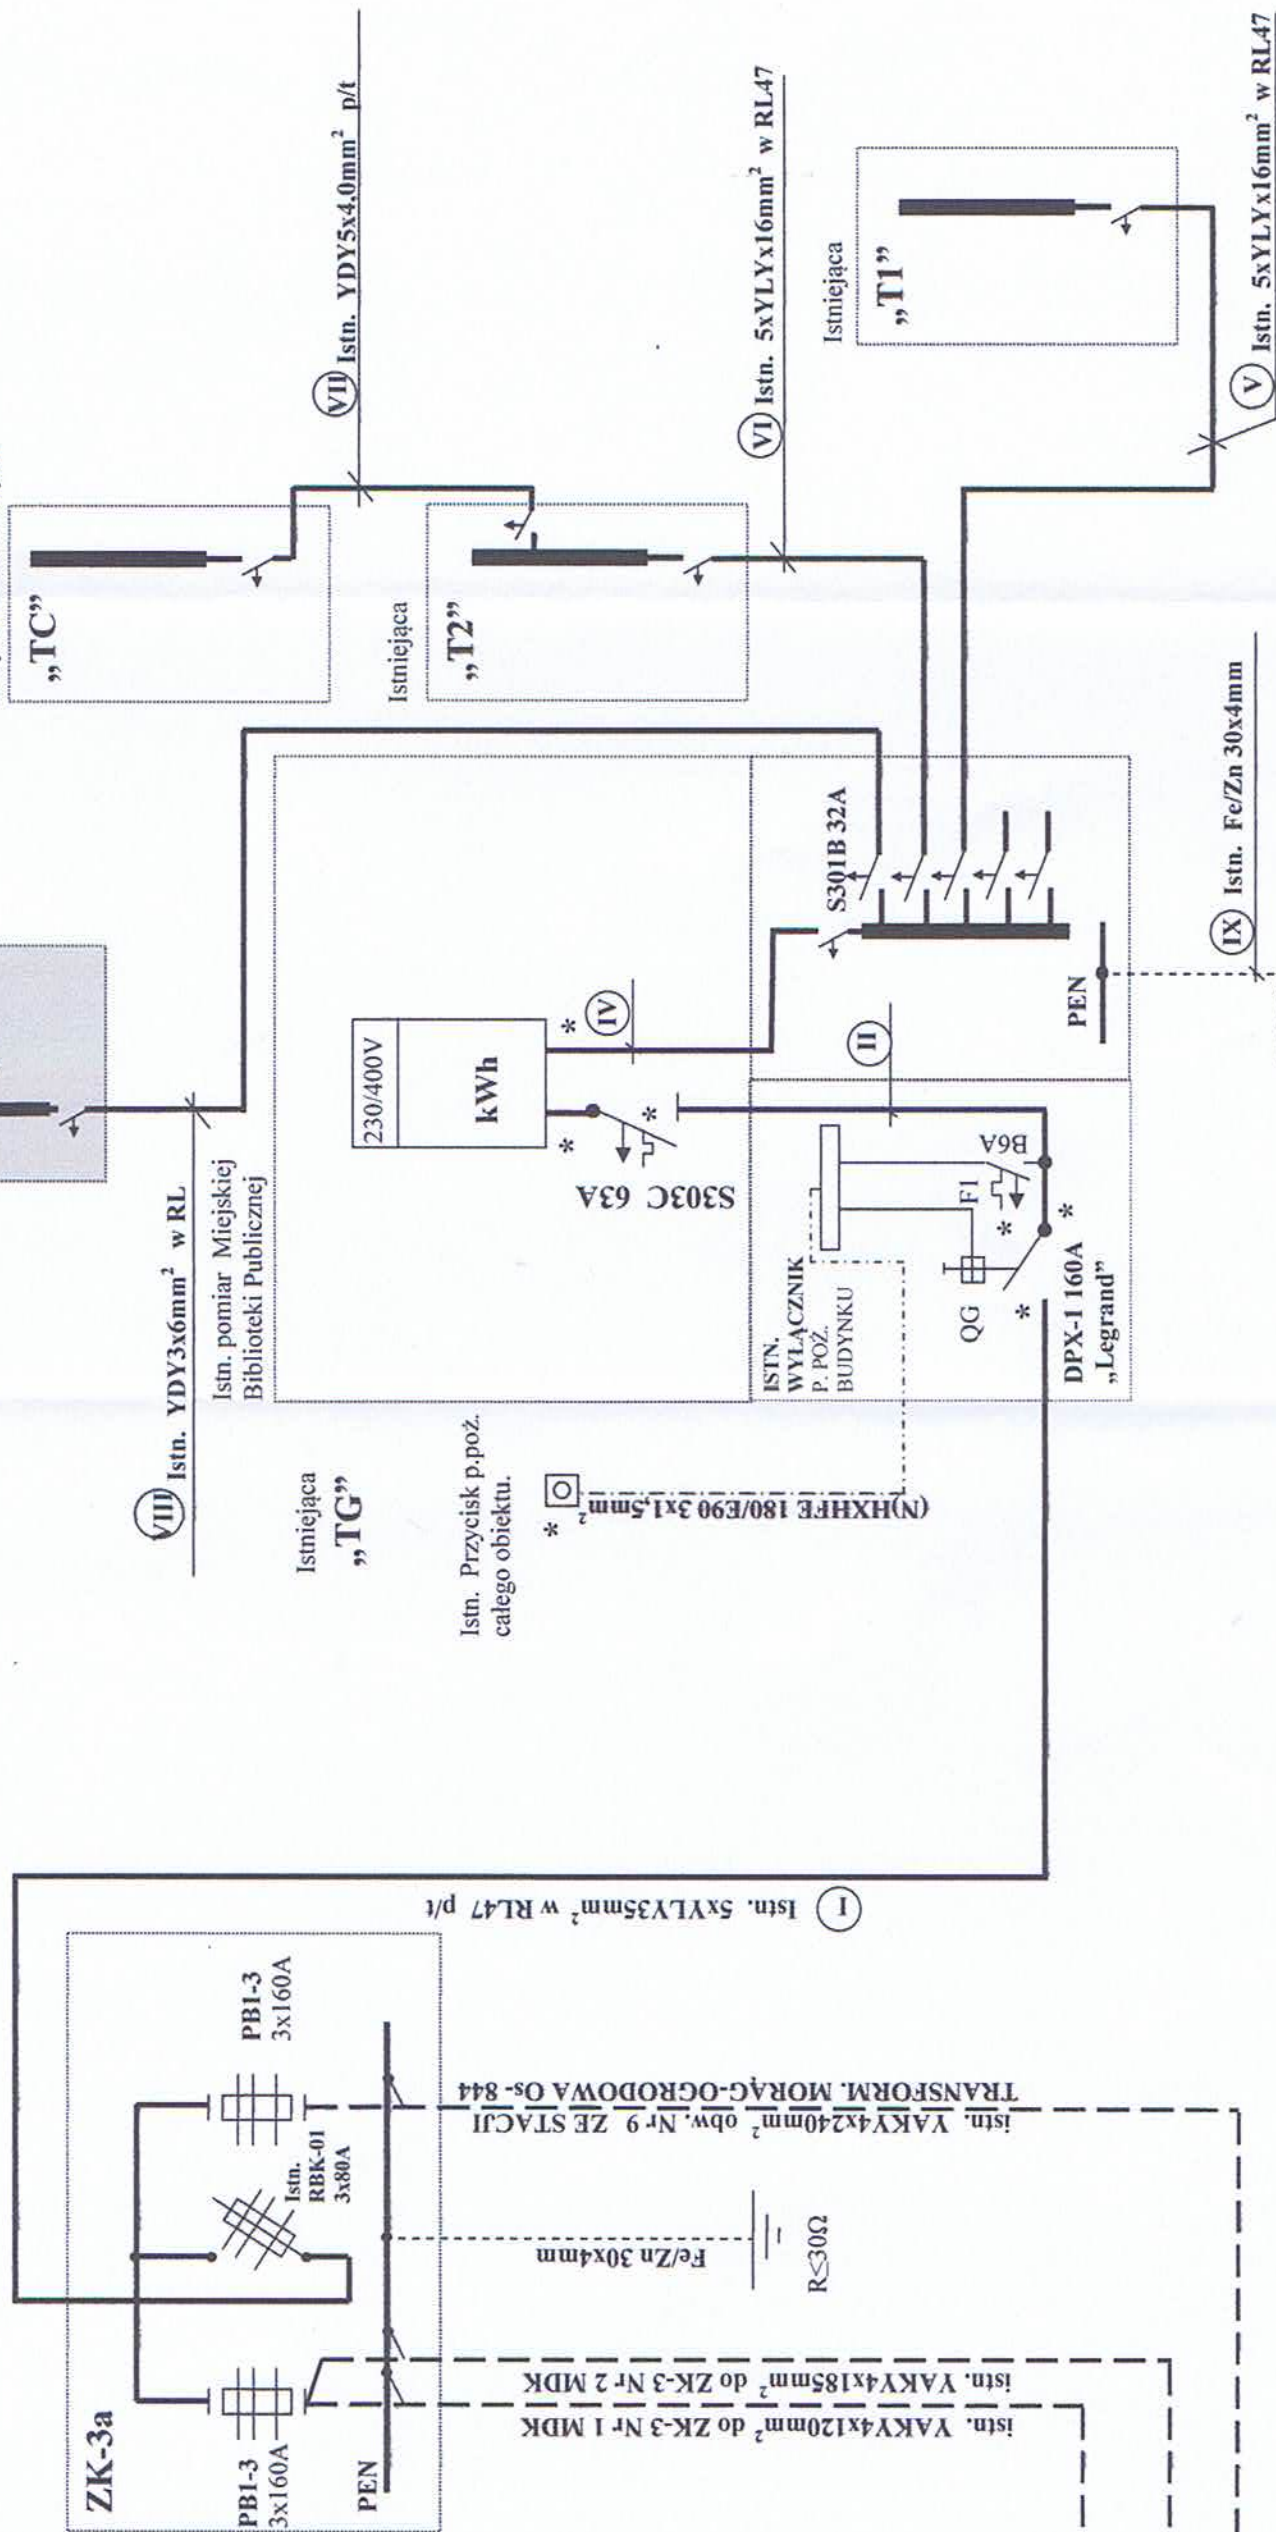 ZK-3a
PB1-3
3x160A
PB1-3
3x160A
Istn.
RBK-01
3x80A
PEN
istn. YAKY4x120mm² do ZK-3 Nr 1 MDK
istn. YAKY4x185mm² do ZK-3 Nr 2 MDK
Fe/Zn 30x4mm
R≤30Ω
istn. YAKY4x240mm² obw. Nr 9 ZE STACJI
TRANSFORM. MORĄG-OGRODOWA Os- 844
I Istn. 5xYLY35mm² w RL47 p/t
VIII Istn. YDY3x6mm² w RL
Istn. pomiar Miejskiej
Biblioteki Publicznej
Istniejąca
„TG”
Istn. Przycisk p.poż.
całego obiektu.
*
(N)HXHFE 180/E90 3x1,5mm²
230/400V
kWh
*
*
*
IV
S303C 63A
ISTN.
WYŁĄCZNIK
P. POŻ.
BUDYNKU
QG
F1
B6A
*
*
*
DPX-1 160A
„Legrand”
II
S301B 32A
PEN
IX Istn. Fe/Zn 30x4mm
„TC”
VII Istn. YDY5x4.0mm² p/t
Istniejąca
„T2”
VI Istn. 5xYLYx16mm² w RL47
Istniejąca
„T1”
V Istn. 5xYLYx16mm² w RL47